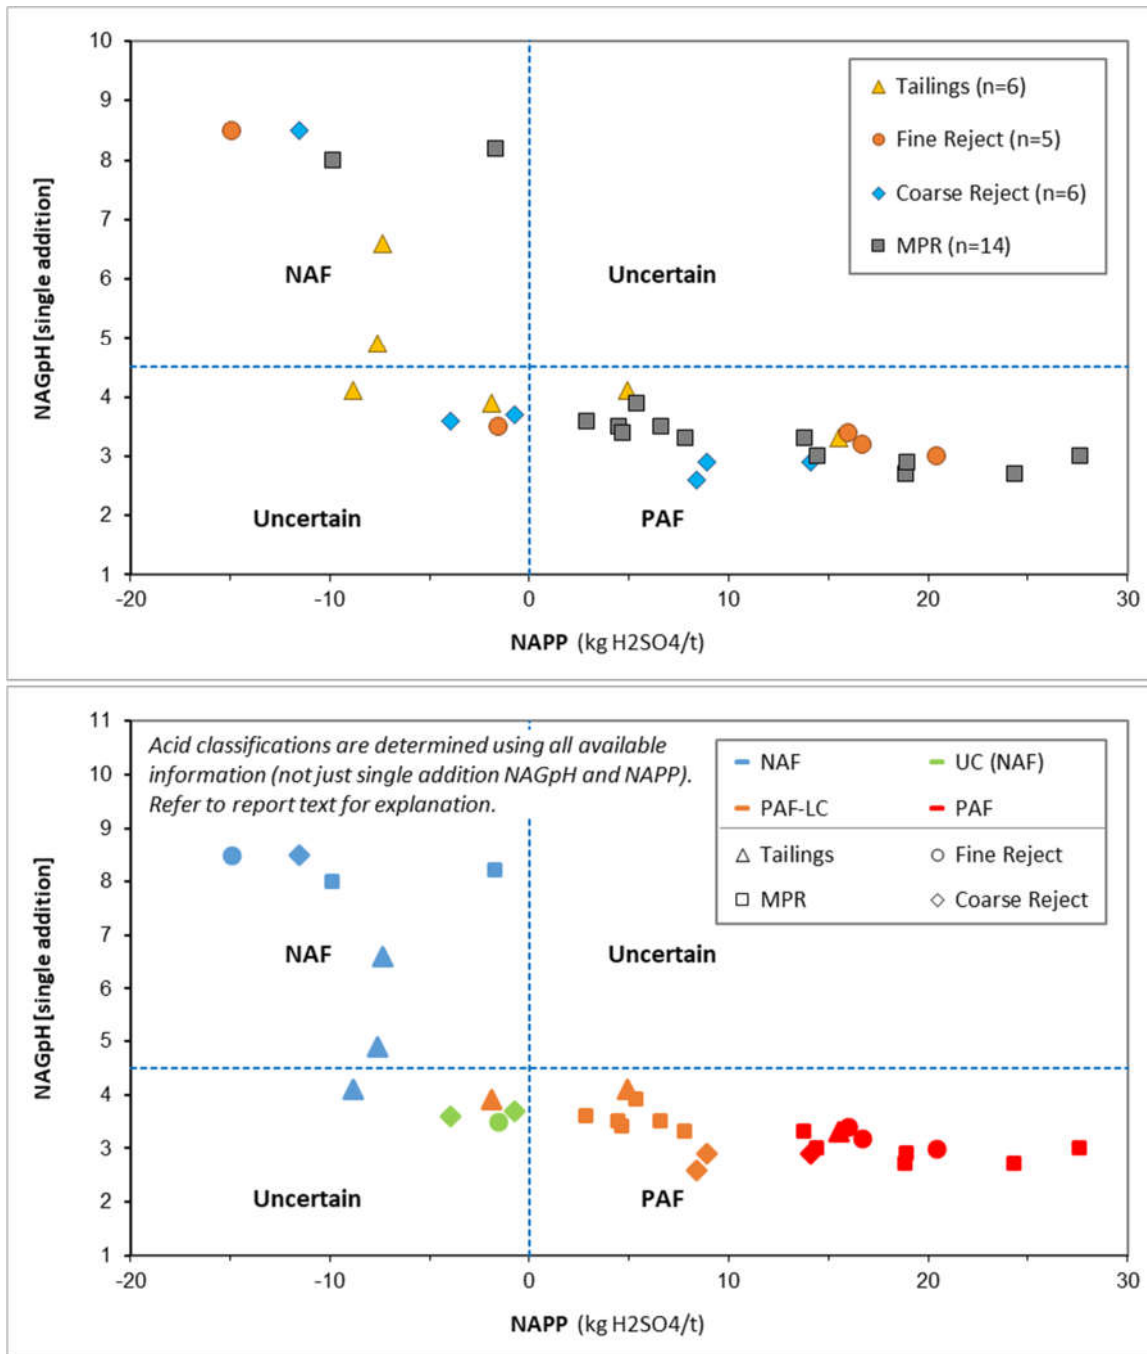 10
9
8
7
6
5
4
3
2
1
NAGpH [single addition]
Tailings (n=6)
Fine Reject (n=5)
Coarse Reject (n=6)
MPR (n=14)
NAF
Uncertain
Uncertain
PAF
-20
-10
0
10
20
30
NAPP (kg H2SO4/t)
11
10
9
8
7
6
5
4
3
2
1
NAGpH [single addition]
Acid classifications are determined using all available
information (not just single addition NAGpH and NAPP).
Refer to report text for explanation.
NAF
UC (NAF)
PAF-LC
PAF
Tailings
Fine Reject
MPR
Coarse Reject
NAF
Uncertain
Uncertain
PAF
-20
-10
0
10
20
30
NAPP (kg H2SO4/t)